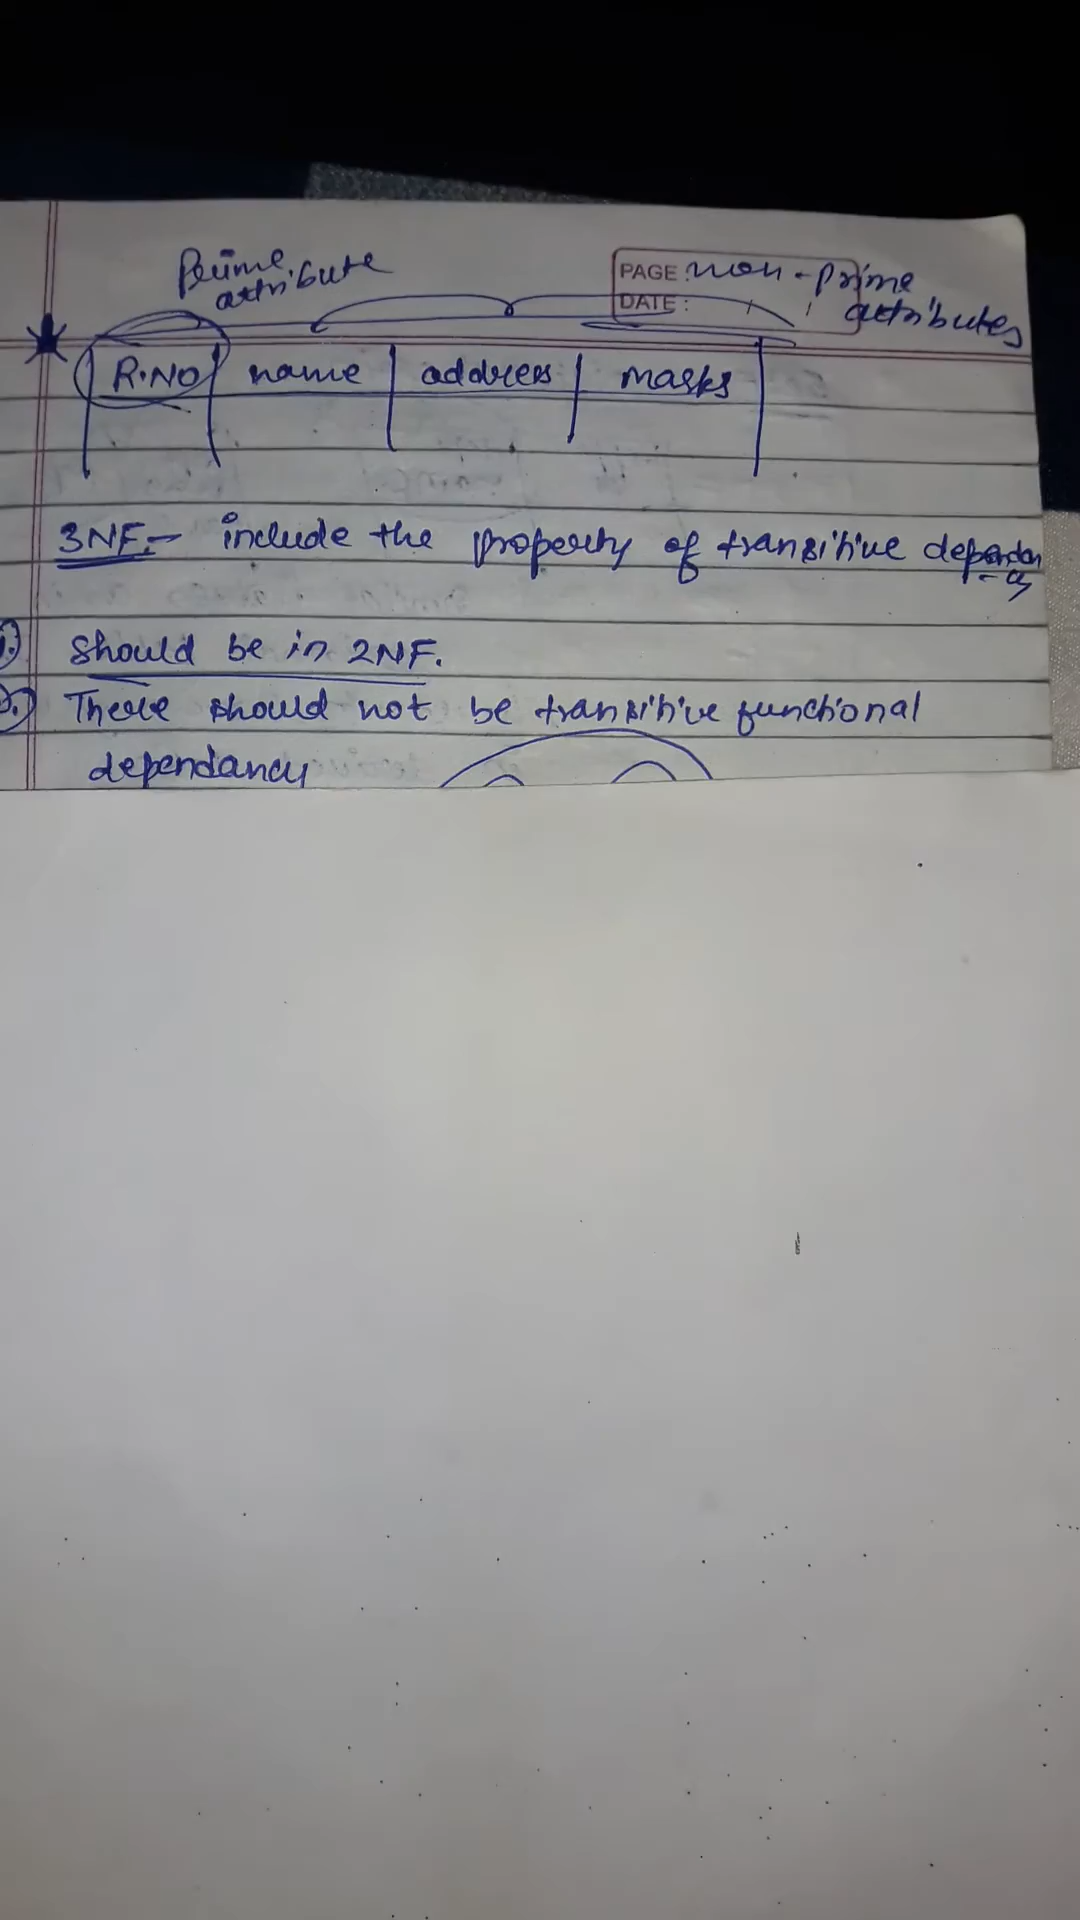 Prime attribute
PAGE: non-prime attributes
DATE:
R.NO name address marks
3NF:- include the property of transitive dependancy
1.) should be in 2NF.
2.) There should not be transitive functional
dependancy